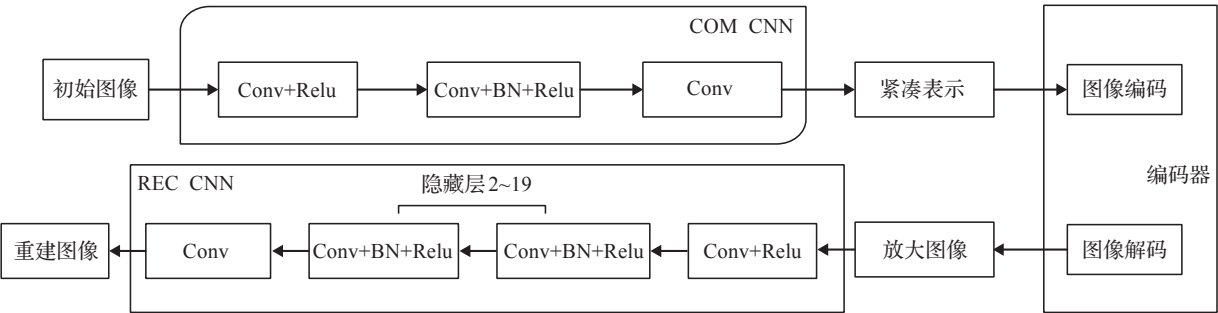 COM CNN
初始图像
Conv+Relu
Conv+BN+Relu
Conv
紧凑表示
图像编码
编码器
REC CNN
隐藏层2~19
重建图像
Conv
Conv+BN+Relu
Conv+BN+Relu
Conv+Relu
放大图像
图像解码